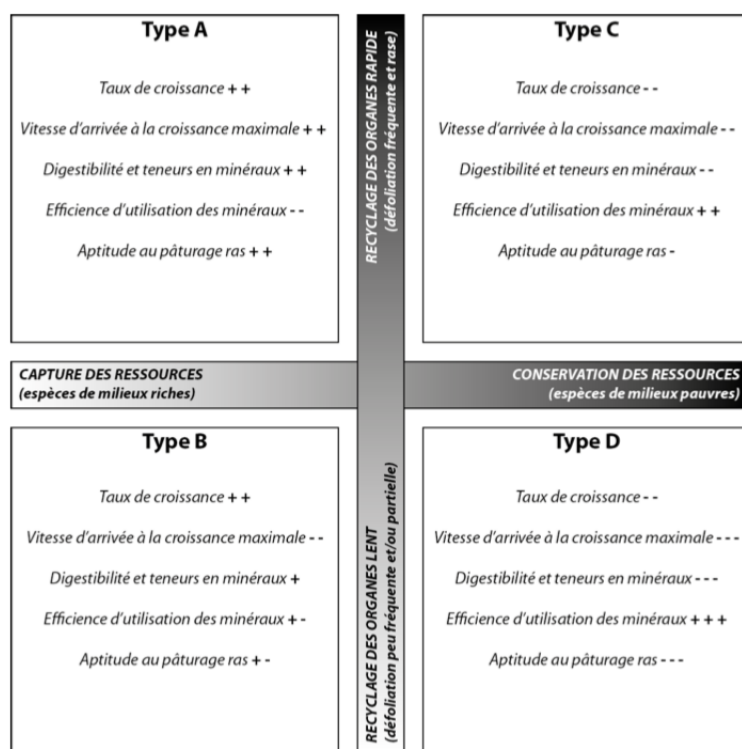 Type A
Taux de croissance + +
Vitesse d'arrivée à la croissance maximale + +
Digestibilité et teneurs en minéraux + +
Efficience d'utilisation des minéraux - -
Aptitude au pâturage ras + +
RECYCLAGE DES ORGANES RAPIDE
(défoliation fréquente et rase)
Type C
Taux de croissance - -
Vitesse d'arrivée à la croissance maximale - -
Digestibilité et teneurs en minéraux - -
Efficience d'utilisation des minéraux + +
Aptitude au pâturage ras -
CAPTURE DES RESSOURCES
(espèces de milieux riches)
CONSERVATION DES RESSOURCES
(espèces de milieux pauvres)
Type B
Taux de croissance + +
Vitesse d'arrivée à la croissance maximale - -
Digestibilité et teneurs en minéraux +
Efficience d'utilisation des minéraux + -
Aptitude au pâturage ras + -
RECYCLAGE DES ORGANES LENT
(défoliation peu fréquente et/ou partielle)
Type D
Taux de croissance - -
Vitesse d'arrivée à la croissance maximale - - -
Digestibilité et teneurs en minéraux - - -
Efficience d'utilisation des minéraux + + +
Aptitude au pâturage ras - - -